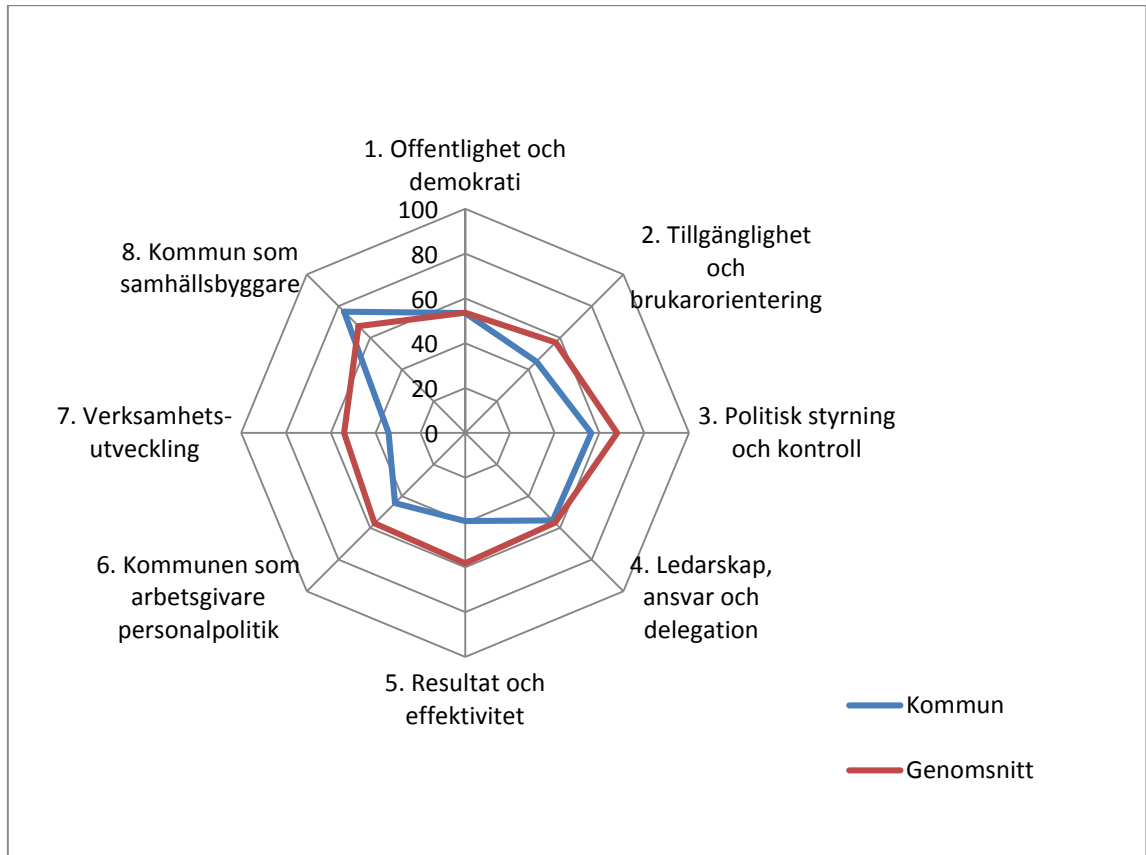 1. Offentlighet och
demokrati
100
80
60
40
20
0
2. Tillgänglighet
och
brukarorientering
3. Politisk styrning
och kontroll
4. Ledarskap,
ansvar och
delegation
5. Resultat och
effektivitet
6. Kommunen som
arbetsgivare
personalpolitik
7. Verksamhets-
utveckling
8. Kommun som
samhällsbyggare
Kommun
Genomsnitt